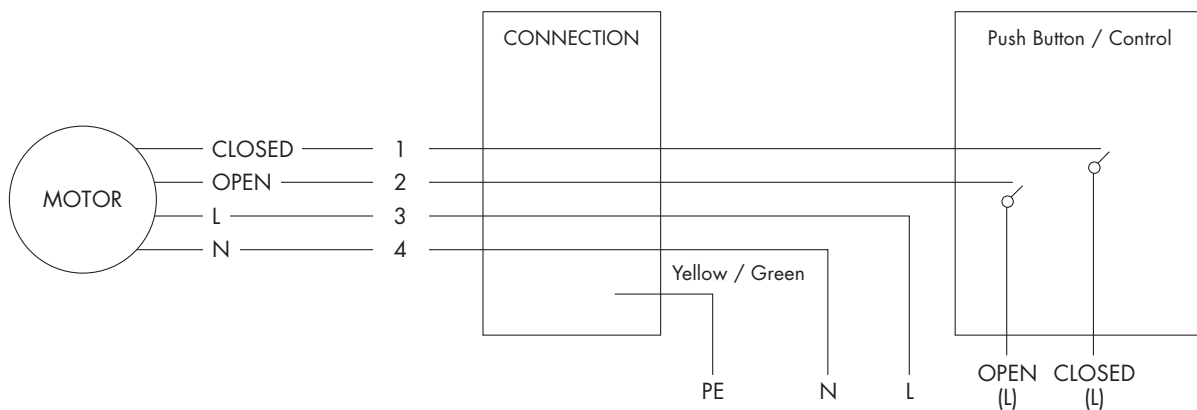 CONNECTION
Push Button / Control
MOTOR
CLOSED 1
OPEN 2
L 3
N 4
Yellow / Green
PE N L
OPEN CLOSED
(L) (L)